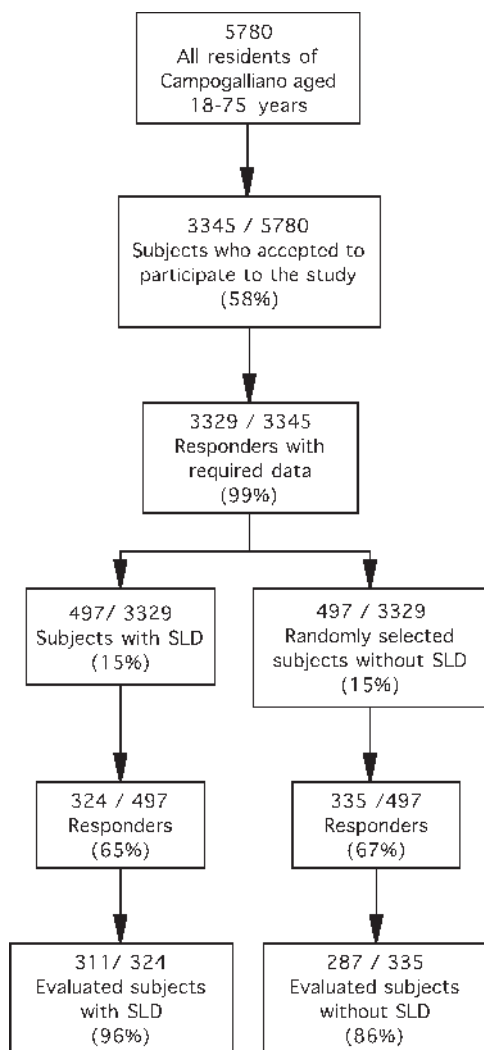 5780
All residents of
Campogalliano aged
18-75 years
3345 / 5780
Subjects who accepted to
participate to the study
(58%)
3329 / 3345
Responders with
required data
(99%)
497/ 3329
Subjects with SLD
(15%)
497 / 3329
Randomly selected
subjects without SLD
(15%)
324 / 497
Responders
(65%)
335 /497
Responders
(67%)
311/ 324
Evaluated subjects
with SLD
(96%)
287 / 335
Evaluated subjects
without SLD
(86%)